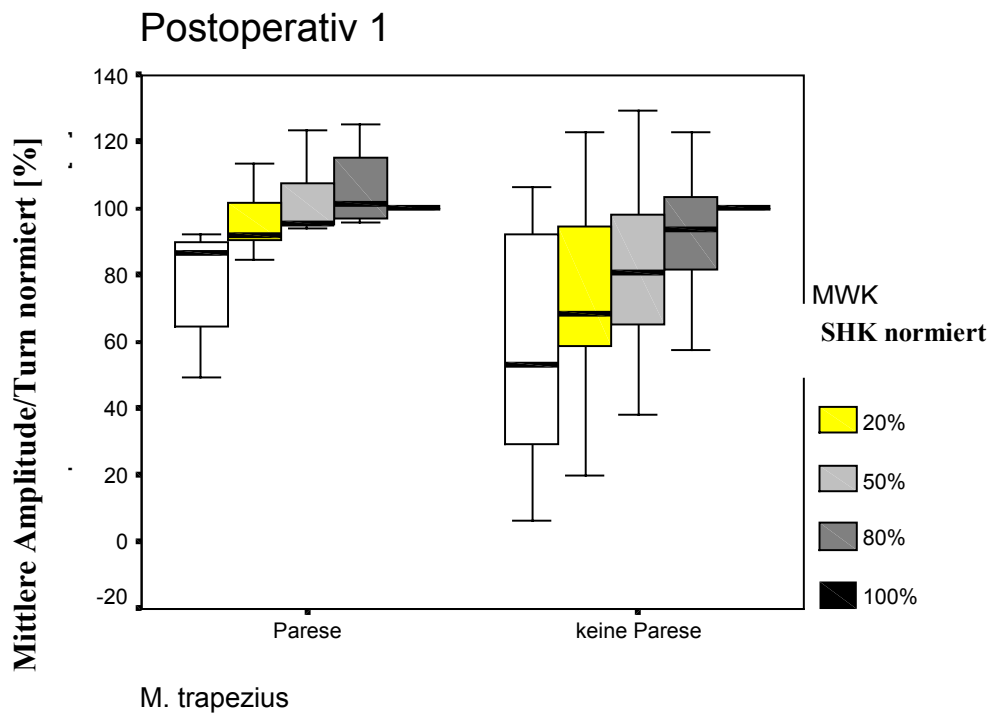 Postoperativ 1
Mittlere Amplitude/Turn normiert [%]
140
120
100
80
60
40
20
0
-20
Parese
keine Parese
M. trapezius
MWK
SHK normiert
20%
50%
80%
100%